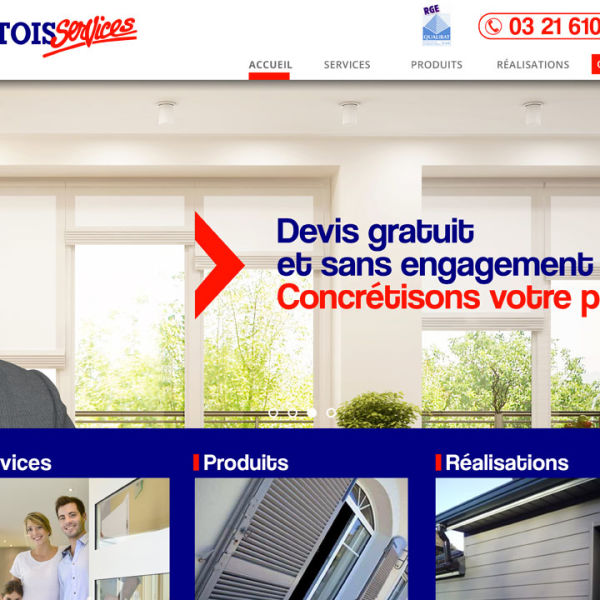 TOIS Services
RGE
QUALIBAT
03 21 610
ACCUEIL SERVICES PRODUITS RÉALISATIONS
Devis gratuit
et sans engagement
Concrétisons votre p
vices Produits Réalisations